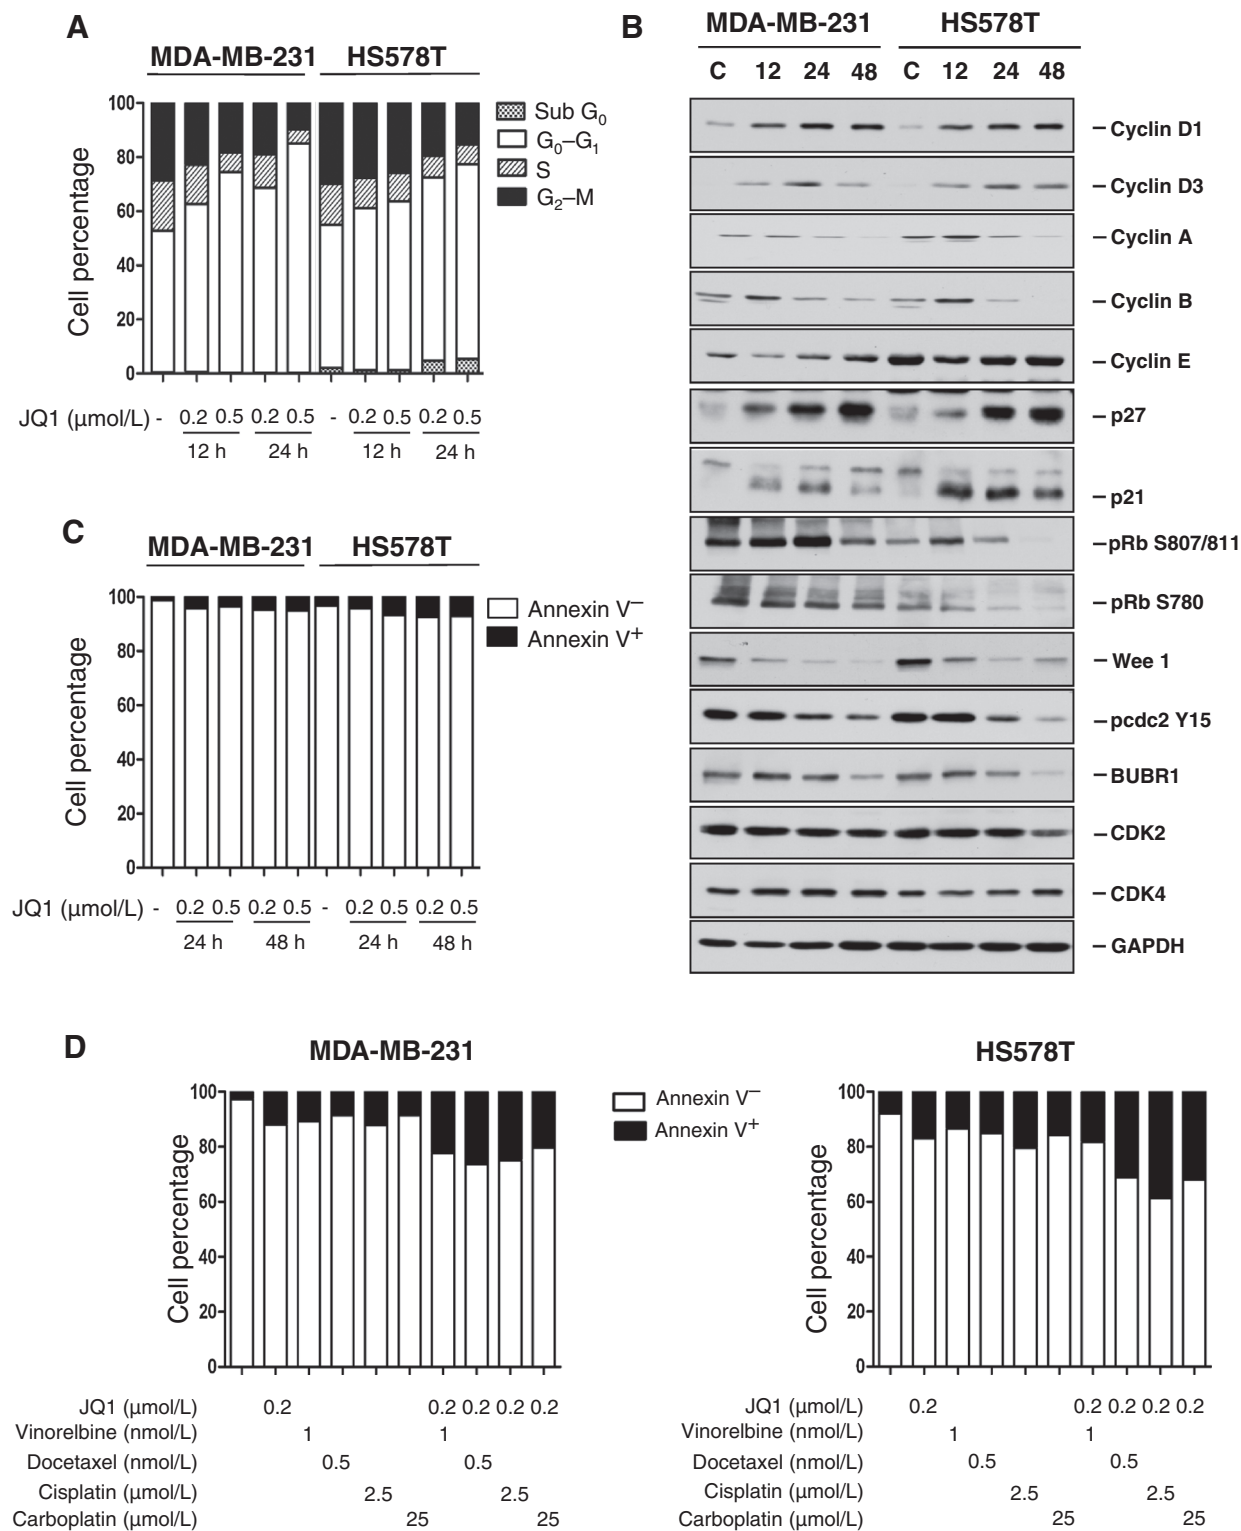 A
MDA-MB-231 HS578T
100
80
60
40
20
0
Cell percentage
Sub G0
G0–G1
S
G2–M
JQ1 (µmol/L) - 0.2 0.5 0.2 0.5 - 0.2 0.5 0.2 0.5
12 h 24 h 12 h 24 h
B
MDA-MB-231 HS578T
C 12 24 48 C 12 24 48
Cyclin D1
Cyclin D3
Cyclin A
Cyclin B
Cyclin E
p27
p21
pRb S807/811
pRb S780
Wee 1
pcdc2 Y15
BUBR1
CDK2
CDK4
GAPDH
C
MDA-MB-231 HS578T
100
80
60
40
20
0
Cell percentage
Annexin V–
Annexin V+
JQ1 (µmol/L) - 0.2 0.5 0.2 0.5 - 0.2 0.5 0.2 0.5
24 h 48 h 24 h 48 h
D
MDA-MB-231
100
80
60
40
20
0
Cell percentage
Annexin V–
Annexin V+
JQ1 (µmol/L) 0.2 0.2 0.2 0.2 0.2
Vinorelbine (nmol/L) 1 1
Docetaxel (nmol/L) 0.5 0.5
Cisplatin (µmol/L) 2.5 2.5
Carboplatin (µmol/L) 25 25
HS578T
100
80
60
40
20
0
Cell percentage
JQ1 (µmol/L) 0.2 0.2 0.2 0.2 0.2
Vinorelbine (nmol/L) 1 1
Docetaxel (nmol/L) 0.5 0.5
Cisplatin (µmol/L) 2.5 2.5
Carboplatin (µmol/L) 25 25